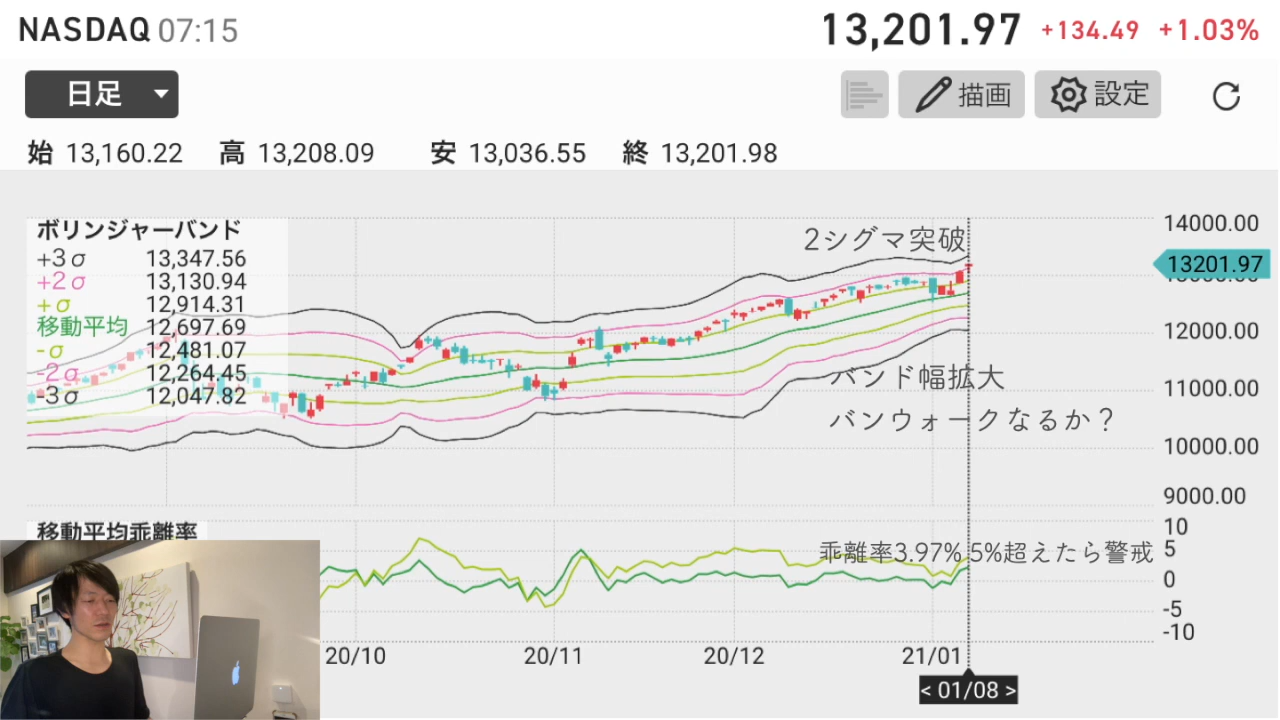 NASDAQ 07:15
13,201.97 +134.49 +1.03%
日足
描画 設定
始 13,160.22 高 13,208.09 安 13,036.55 終 13,201.98
ボリンジャーバンド
+3σ 13,347.56
+2σ 13,130.94
+σ 12,914.31
移動平均 12,697.69
-σ 12,481.07
-2σ 12,264.45
-3σ 12,047.82
2シグマ突破
バンド幅拡大
バンウォークなるか？
14000.00
13201.97
12000.00
11000.00
10000.00
9000.00
移動平均乖離率
乖離率3.97% 5%超えたら警戒
10
5
0
-5
-10
20/10 20/11 20/12 21/01
< 01/08 >